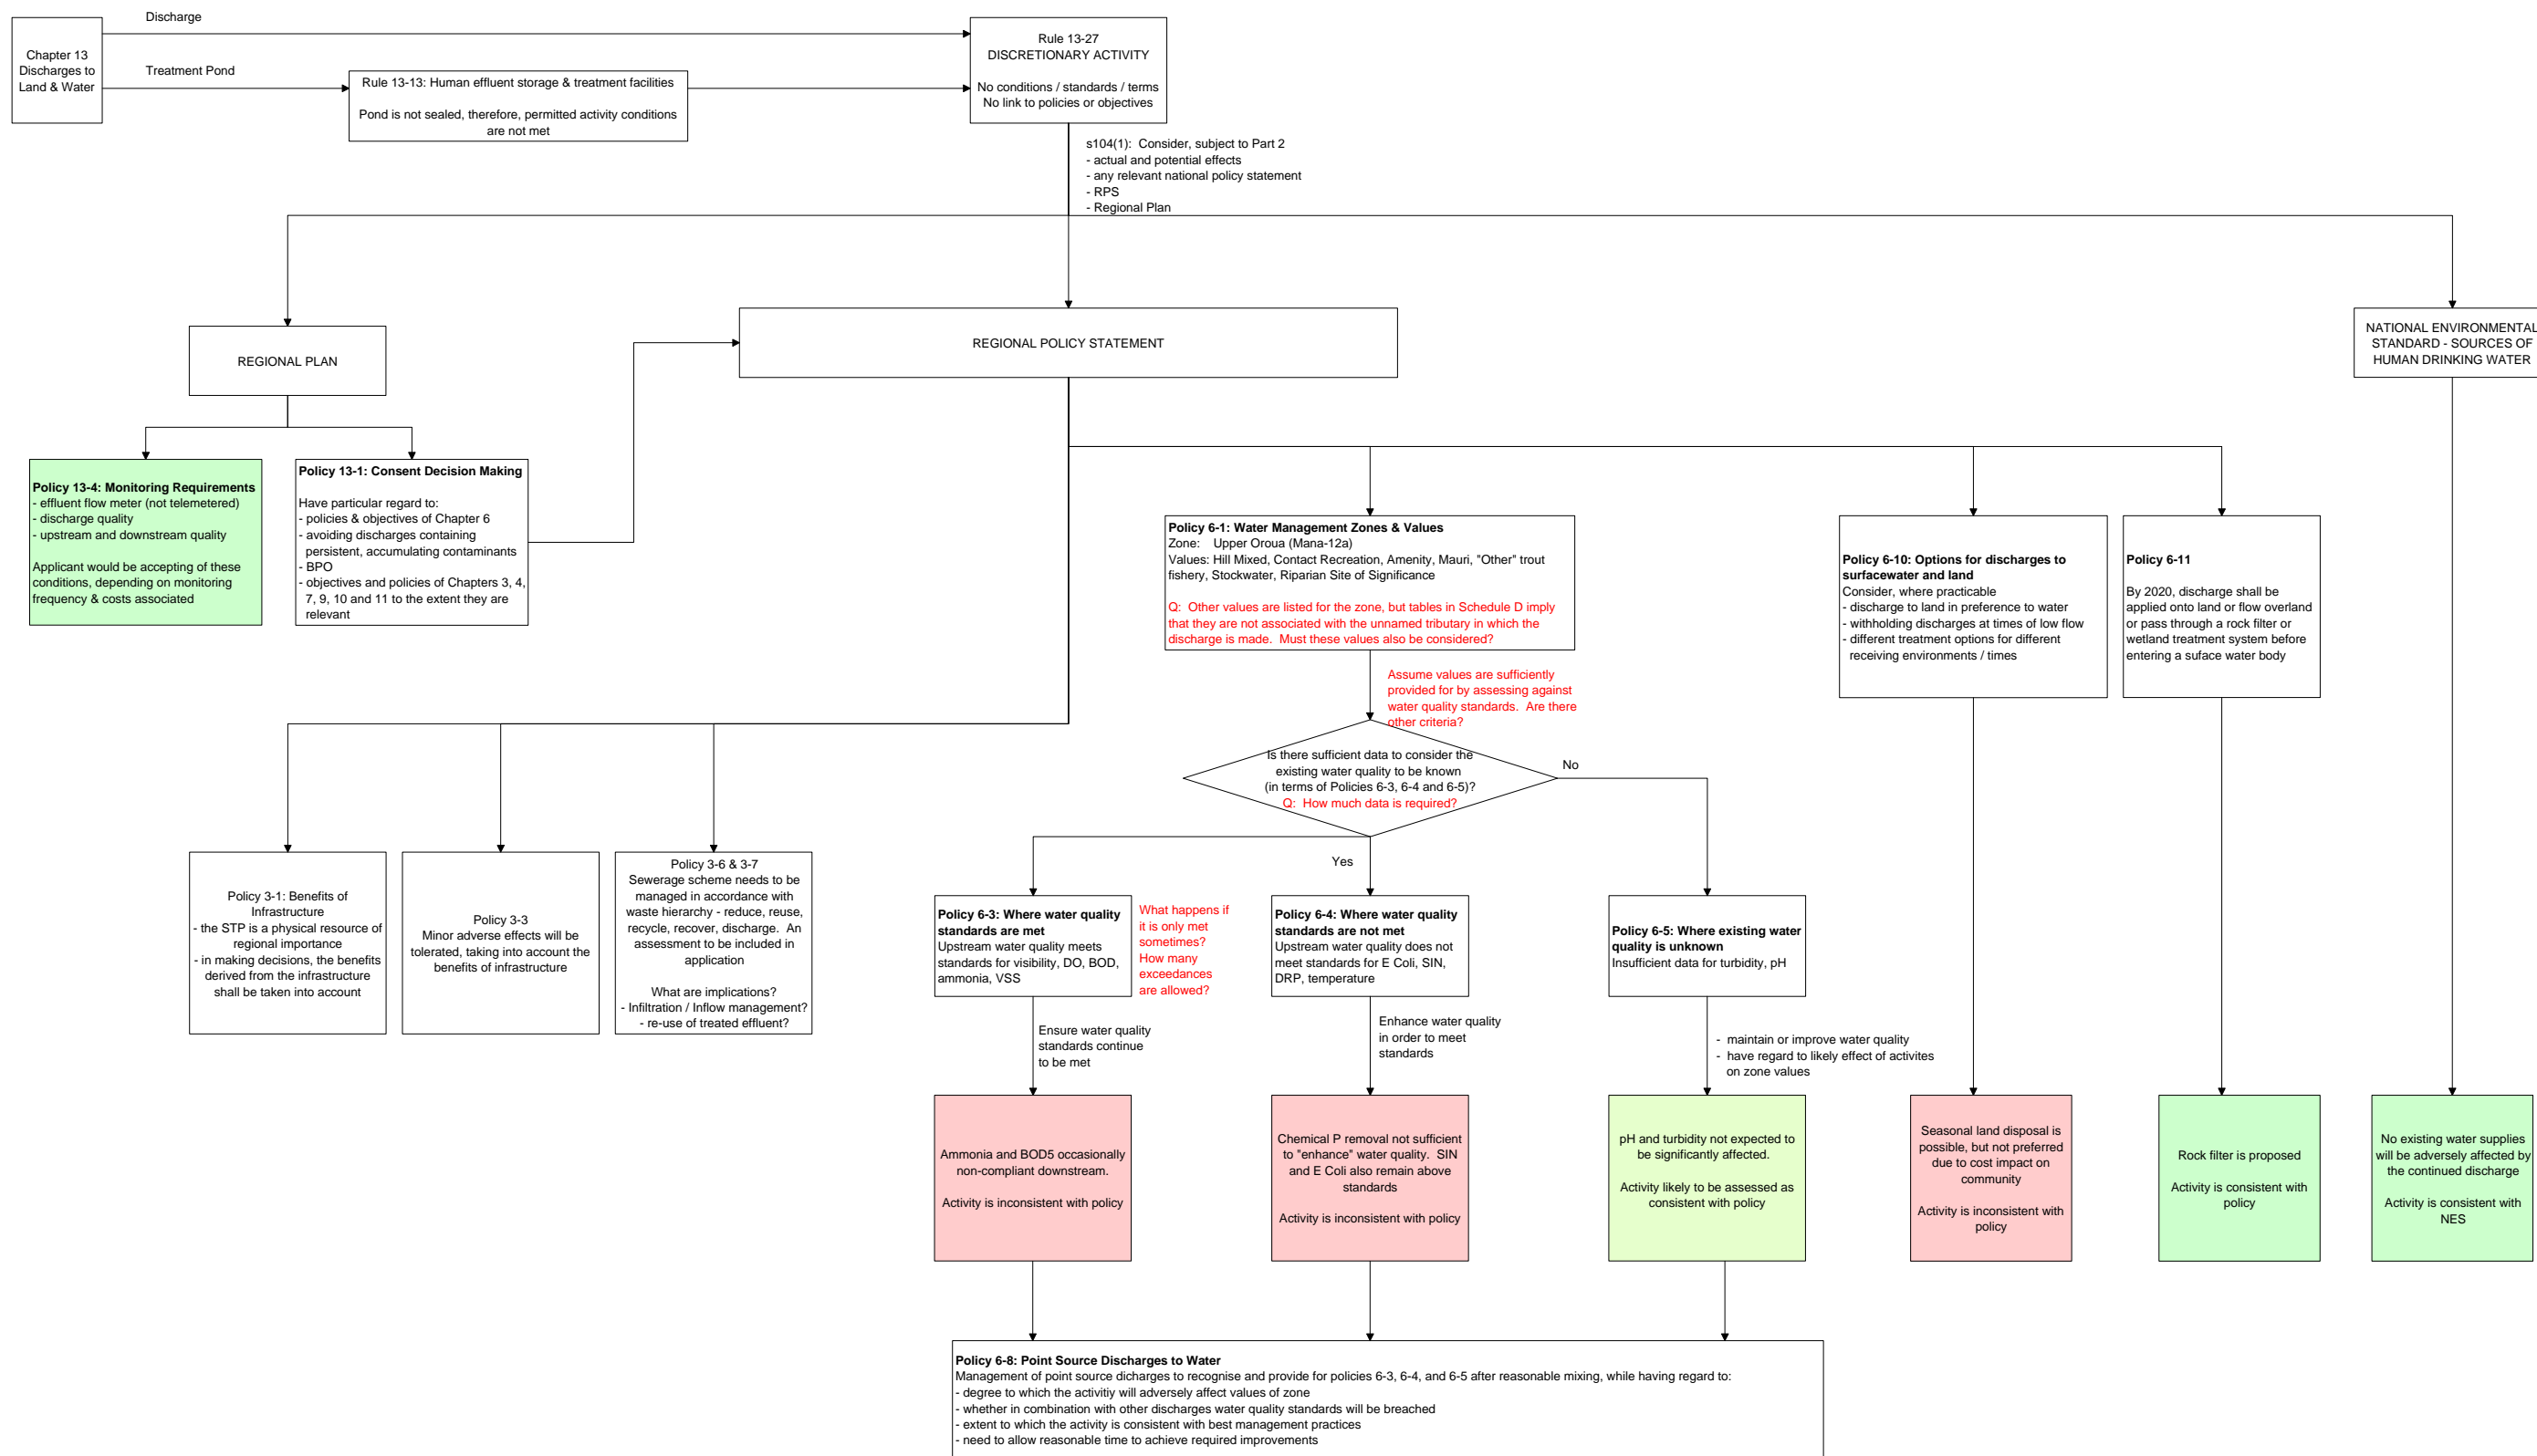 Discharge
Chapter 13
Discharges to
Land & Water
Treatment Pond
Rule 13-13: Human effluent storage & treatment facilities
Pond is not sealed, therefore, permitted activity conditions
are not met
Rule 13-27
DISCRETIONARY ACTIVITY
No conditions / standards / terms
No link to policies or objectives
s104(1):  Consider, subject to Part 2
- actual and potential effects
- any relevant national policy statement
- RPS
- Regional Plan
REGIONAL PLAN
REGIONAL POLICY STATEMENT
NATIONAL ENVIRONMENTAL
STANDARD - SOURCES OF
HUMAN DRINKING WATER
Policy 13-4: Monitoring Requirements
- effluent flow meter (not telemetered)
- discharge quality
- upstream and downstream quality
Applicant would be accepting of these
conditions, depending on monitoring
frequency & costs associated
Policy 13-1: Consent Decision Making
Have particular regard to:
- policies & objectives of Chapter 6
- avoiding discharges containing
persistent, accumulating contaminants
- BPO
- objectives and policies of Chapters 3, 4,
7, 9, 10 and 11 to the extent they are
relevant
Policy 6-1: Water Management Zones & Values
Zone:    Upper Oroua (Mana-12a)
Values: Hill Mixed, Contact Recreation, Amenity, Mauri, "Other" trout
fishery, Stockwater, Riparian Site of Significance
Q:  Other values are listed for the zone, but tables in Schedule D imply
that they are not associated with the unnamed tributary in which the
discharge is made.  Must these values also be considered?
Policy 6-10: Options for discharges to
surfacewater and land
Consider, where practicable
- discharge to land in preference to water
- withholding discharges at times of low flow
- different treatment options for different
receiving environments / times
Policy 6-11
By 2020, discharge shall be
applied onto land or flow overland
or pass through a rock filter or
wetland treatment system before
entering a suface water body
Assume values are sufficiently
provided for by assessing against
water quality standards.  Are there
other criteria?
Is there sufficient data to consider the
existing water quality to be known
(in terms of Policies 6-3, 6-4 and 6-5)?
Q:  How much data is required?
No
Yes
Policy 3-1: Benefits of
Infrastructure
- the STP is a physical resource of
regional importance
- in making decisions, the benefits
derived from the infrastructure
shall be taken into account
Policy 3-3
Minor adverse effects will be
tolerated, taking into account the
benefits of infrastructure
Policy 3-6 & 3-7
Sewerage scheme needs to be
managed in accordance with
waste hierarchy - reduce, reuse,
recycle, recover, discharge.  An
assessment to be included in
application
What are implications?
- Infiltration / Inflow management?
- re-use of treated effluent?
Policy 6-3: Where water quality
standards are met
Upstream water quality meets
standards for visibility, DO, BOD,
ammonia, VSS
What happens if
it is only met
sometimes?
How many
exceedances
are allowed?
Policy 6-4: Where water quality
standards are not met
Upstream water quality does not
meet standards for E Coli, SIN,
DRP, temperature
Policy 6-5: Where existing water
quality is unknown
Insufficient data for turbidity, pH
Ensure water quality
standards continue
to be met
Enhance water quality
in order to meet
standards
-  maintain or improve water quality
-  have regard to likely effect of activites
on zone values
Ammonia and BOD5 occasionally
non-compliant downstream.
Activity is inconsistent with policy
Chemical P removal not sufficient
to "enhance" water quality.  SIN
and E Coli also remain above
standards
Activity is inconsistent with policy
pH and turbidity not expected to
be significantly affected.
Activity likely to be assessed as
consistent with policy
Seasonal land disposal is
possible, but not preferred
due to cost impact on
community
Activity is inconsistent with
policy
Rock filter is proposed
Activity is consistent with
policy
No existing water supplies
will be adversely affected by
the continued discharge
Activity is consistent with
NES
Policy 6-8: Point Source Discharges to Water
Management of point source dicharges to recognise and provide for policies 6-3, 6-4, and 6-5 after reasonable mixing, while having regard to:
- degree to which the activitiy will adversely affect values of zone
- whether in combination with other discharges water quality standards will be breached
- extent to which the activity is consistent with best management practices
- need to allow reasonable time to achieve required improvements